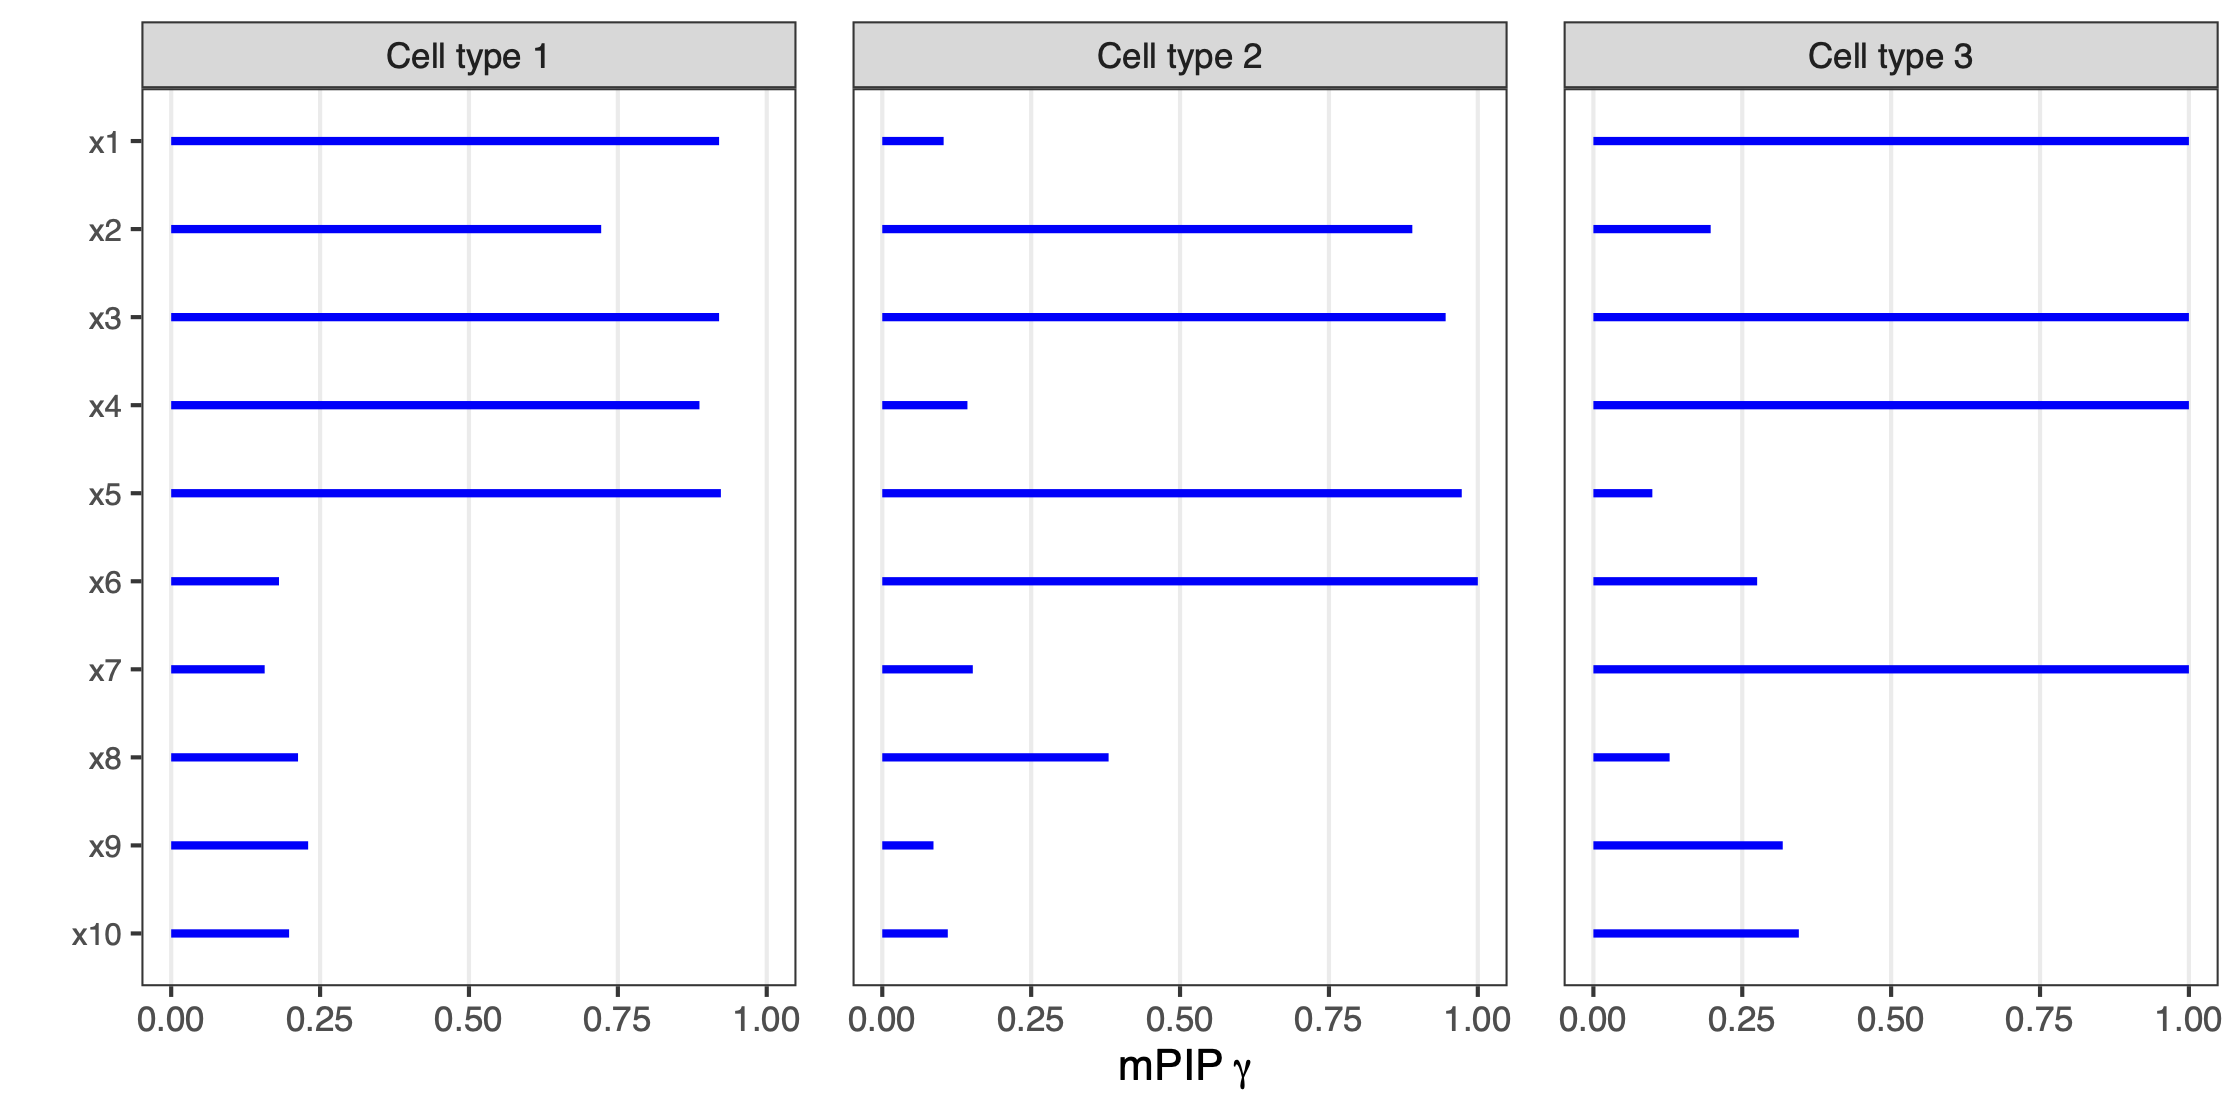 Cell type 1 Cell type 2 Cell type 3
x1
x2
x3
x4
x5
x6
x7
x8
x9
x10
0.00 0.25 0.50 0.75 1.00 0.00 0.25 0.50 0.75 1.00 0.00 0.25 0.50 0.75 1.00
mPIP γ